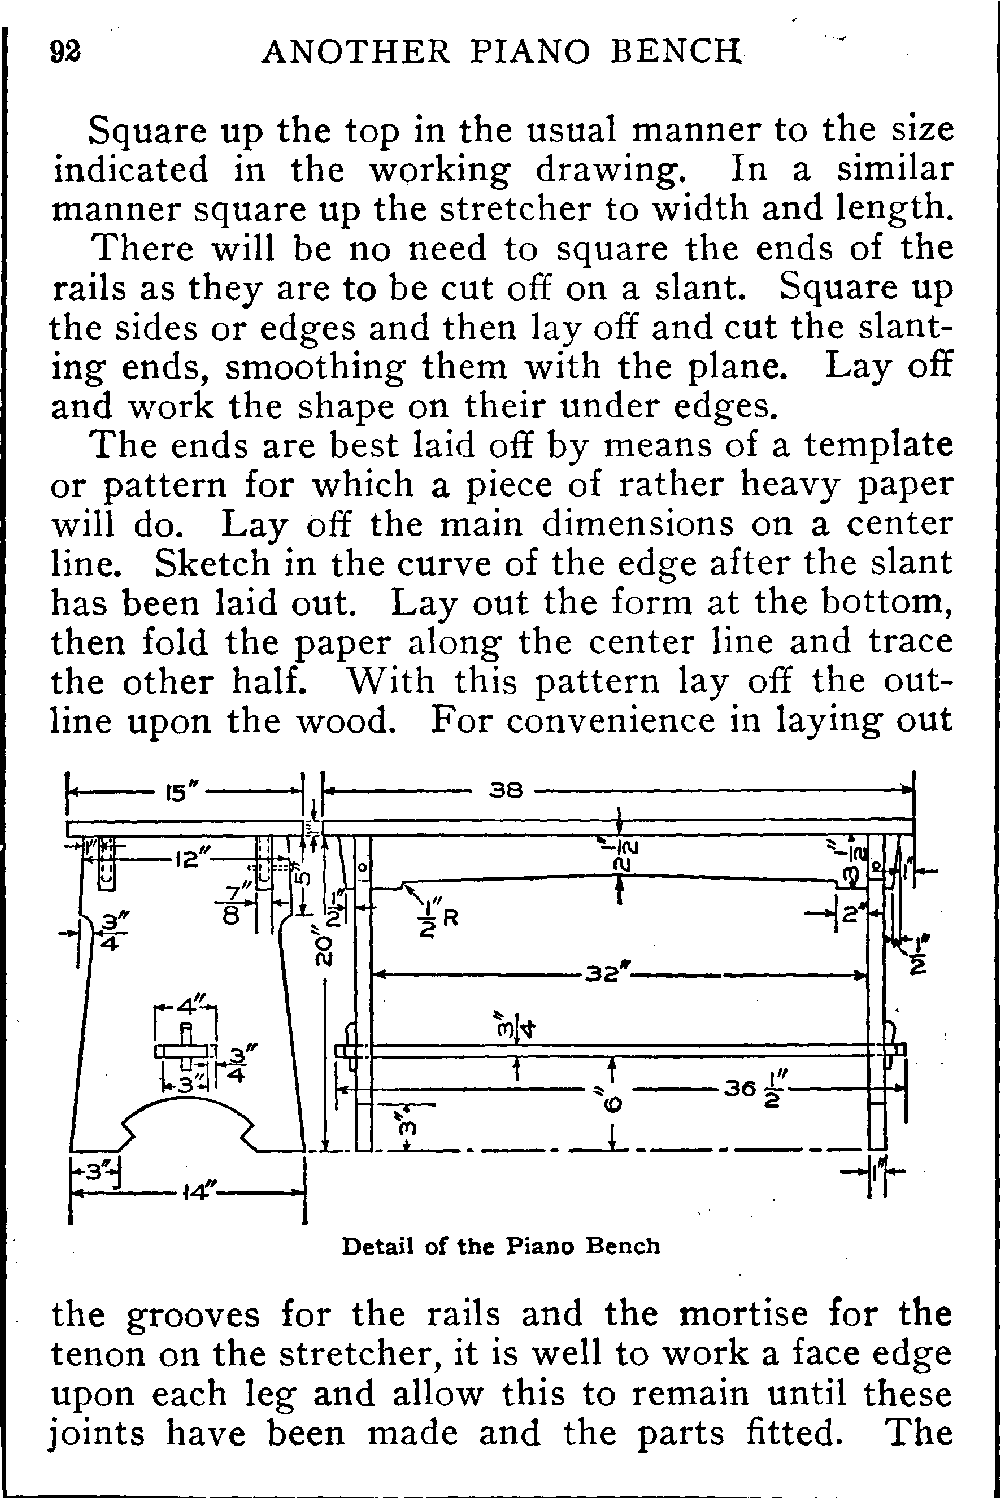 92 ANOTHER PIANO BENCH
Square up the top in the usual manner to the size
indicated in the working drawing. In a similar
manner square up the stretcher to width and length.
There will be no need to square the ends of the
rails as they are to be cut off on a slant. Square up
the sides or edges and then lay off and cut the slant-
ing ends, smoothing them with the plane. Lay off
and work the shape on their under edges.
The ends are best laid off by means of a template
or pattern for which a piece of rather heavy paper
will do. Lay off the main dimensions on a center
line. Sketch in the curve of the edge after the slant
has been laid out. Lay out the form at the bottom,
then fold the paper along the center line and trace
the other half. With this pattern lay off the out-
line upon the wood. For convenience in laying out
15" 38
1" 12" 5" 2 1/2" 3 1/2" 1"
7/8" 1/2" 1/2" R 2"
3/4" 20" 32" 1/2"
4" 3/4"
3" 3/4" 6" 36 1/2"
3"
3" 1"
14"
Detail of the Piano Bench
the grooves for the rails and the mortise for the
tenon on the stretcher, it is well to work a face edge
upon each leg and allow this to remain until these
joints have been made and the parts fitted. The